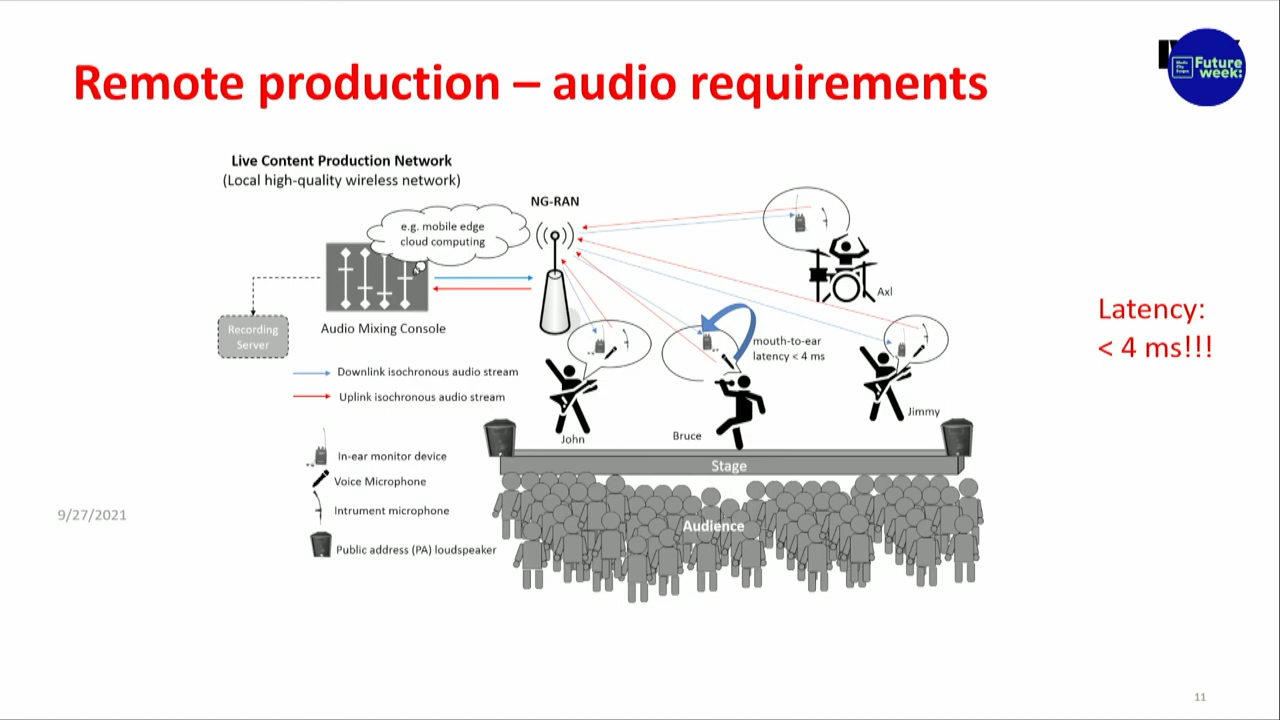 Remote production – audio requirements
Future
week:
Live Content Production Network
(Local high-quality wireless network)
NG-RAN
e.g. mobile edge
cloud computing
Axl
Latency:
< 4 ms!!!
Recording
Server
Audio Mixing Console
mouth-to-ear
latency < 4 ms
Downlink isochronous audio stream
Uplink isochronous audio stream
Jimmy
John
Bruce
In-ear monitor device
Stage
Voice Microphone
Intrument microphone
9/27/2021
Audience
Public address (PA) loudspeaker
11